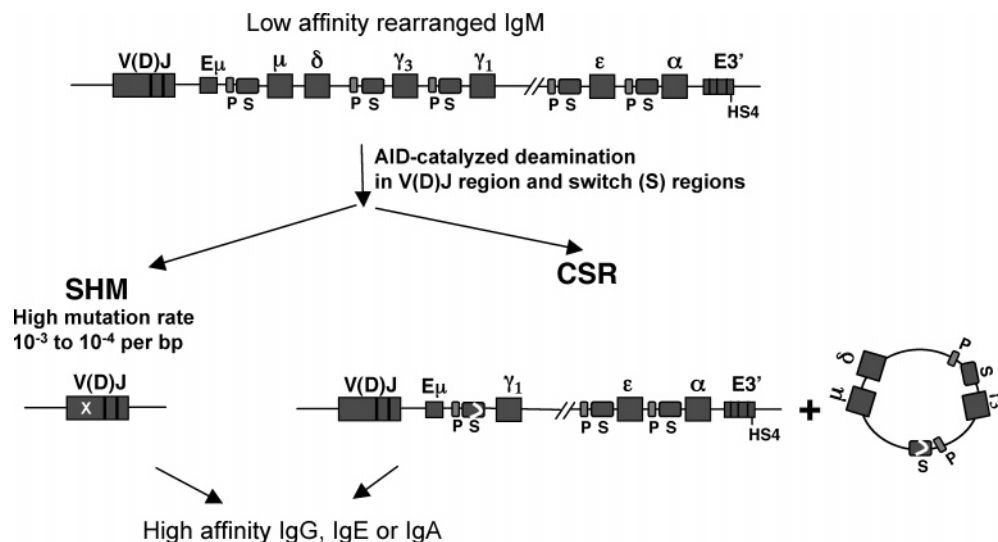 Low affinity rearranged IgM
V(D)J Eμ μ δ γ3 γ1 ε α E3'
P S P S P S P S P S HS4
AID-catalyzed deamination
in V(D)J region and switch (S) regions
SHM
High mutation rate
10-3 to 10-4 per bp
CSR
V(D)J
X
V(D)J Eμ γ1 ε α E3'
P S P S P S HS4
+
δ P
μ S γ3
S P
High affinity IgG, IgE or IgA